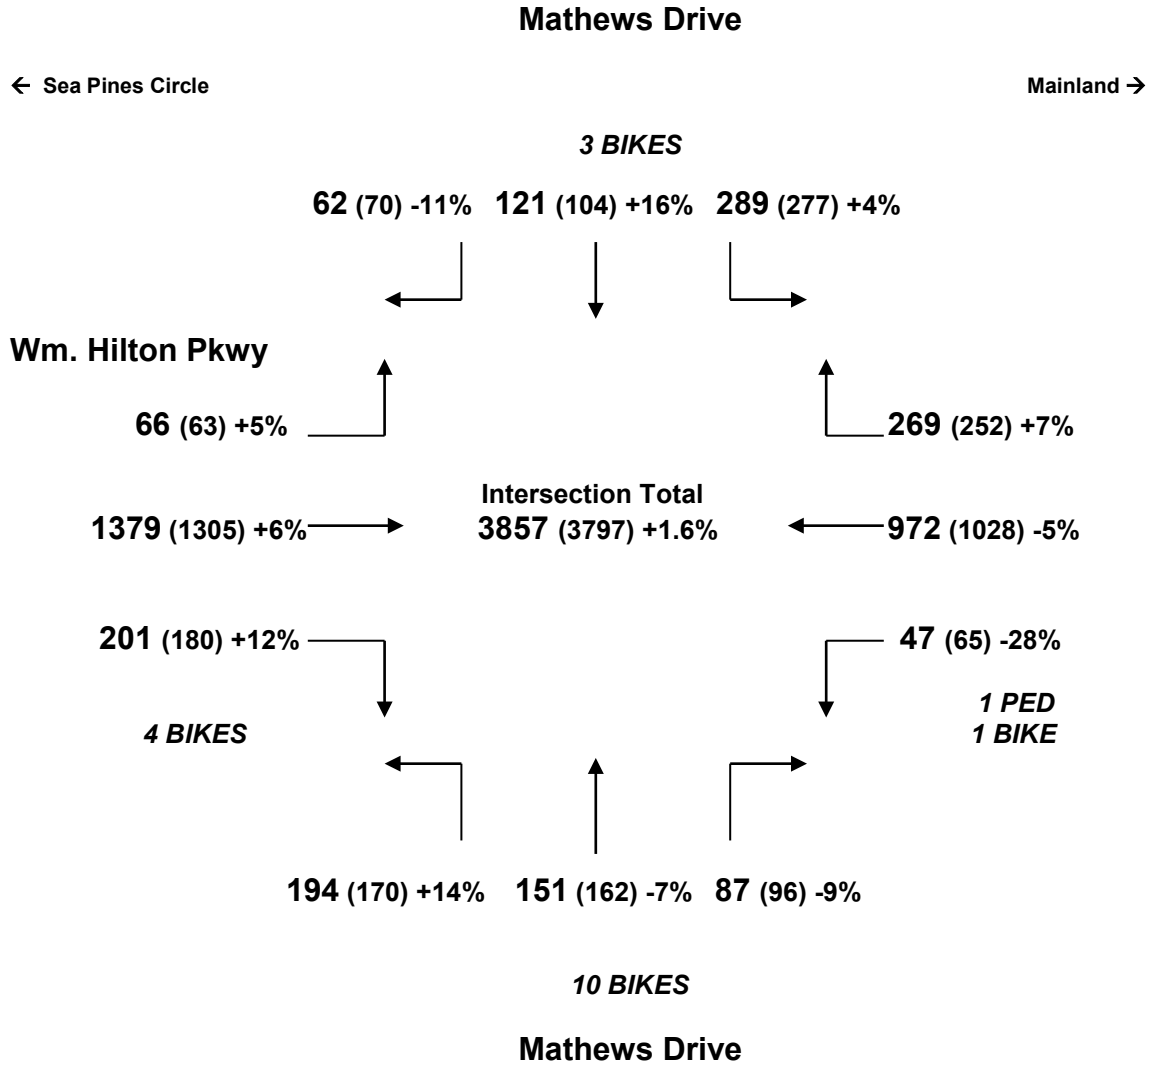 Mathews Drive
← Sea Pines Circle Mainland →
3 BIKES
62 (70) -11% 121 (104) +16% 289 (277) +4%
Wm. Hilton Pkwy
66 (63) +5% 269 (252) +7%
Intersection Total
1379 (1305) +6% 3857 (3797) +1.6% 972 (1028) -5%
201 (180) +12% 47 (65) -28%
1 PED
4 BIKES 1 BIKE
194 (170) +14% 151 (162) -7% 87 (96) -9%
10 BIKES
Mathews Drive